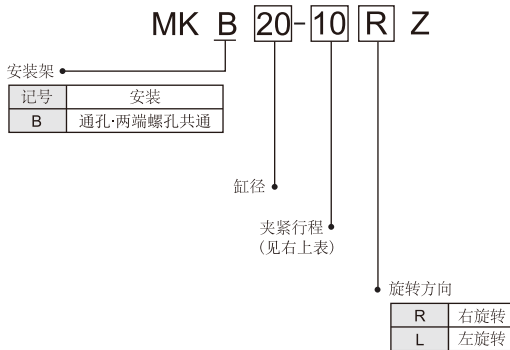 MK B 20-10 R Z
安装架
记号 安装
B 通孔·两端螺孔共通
缸径
夹紧行程
(见右上表)
旋转方向
R 右旋转
L 左旋转